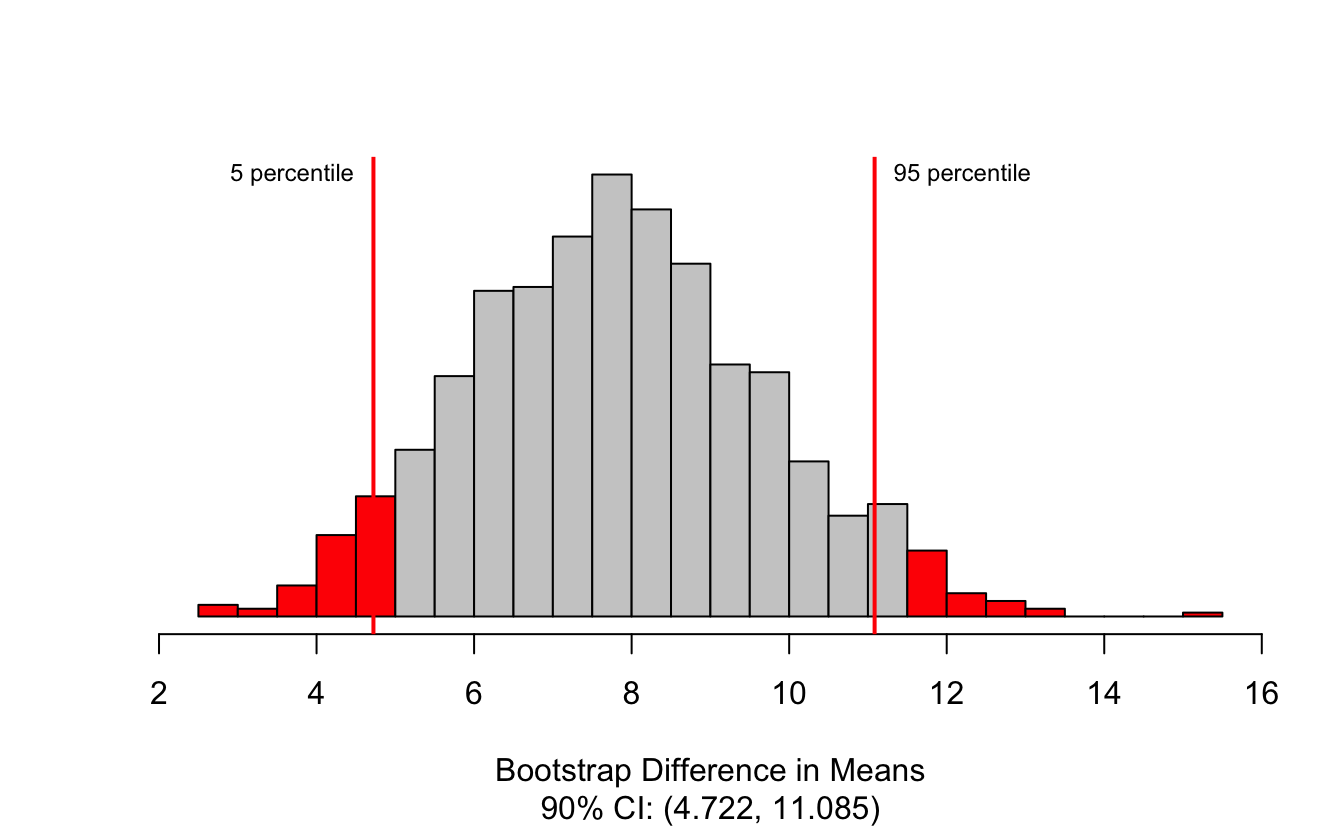 5 percentile
95 percentile
2 4 6 8 10 12 14 16
Bootstrap Difference in Means
90% CI: (4.722, 11.085)